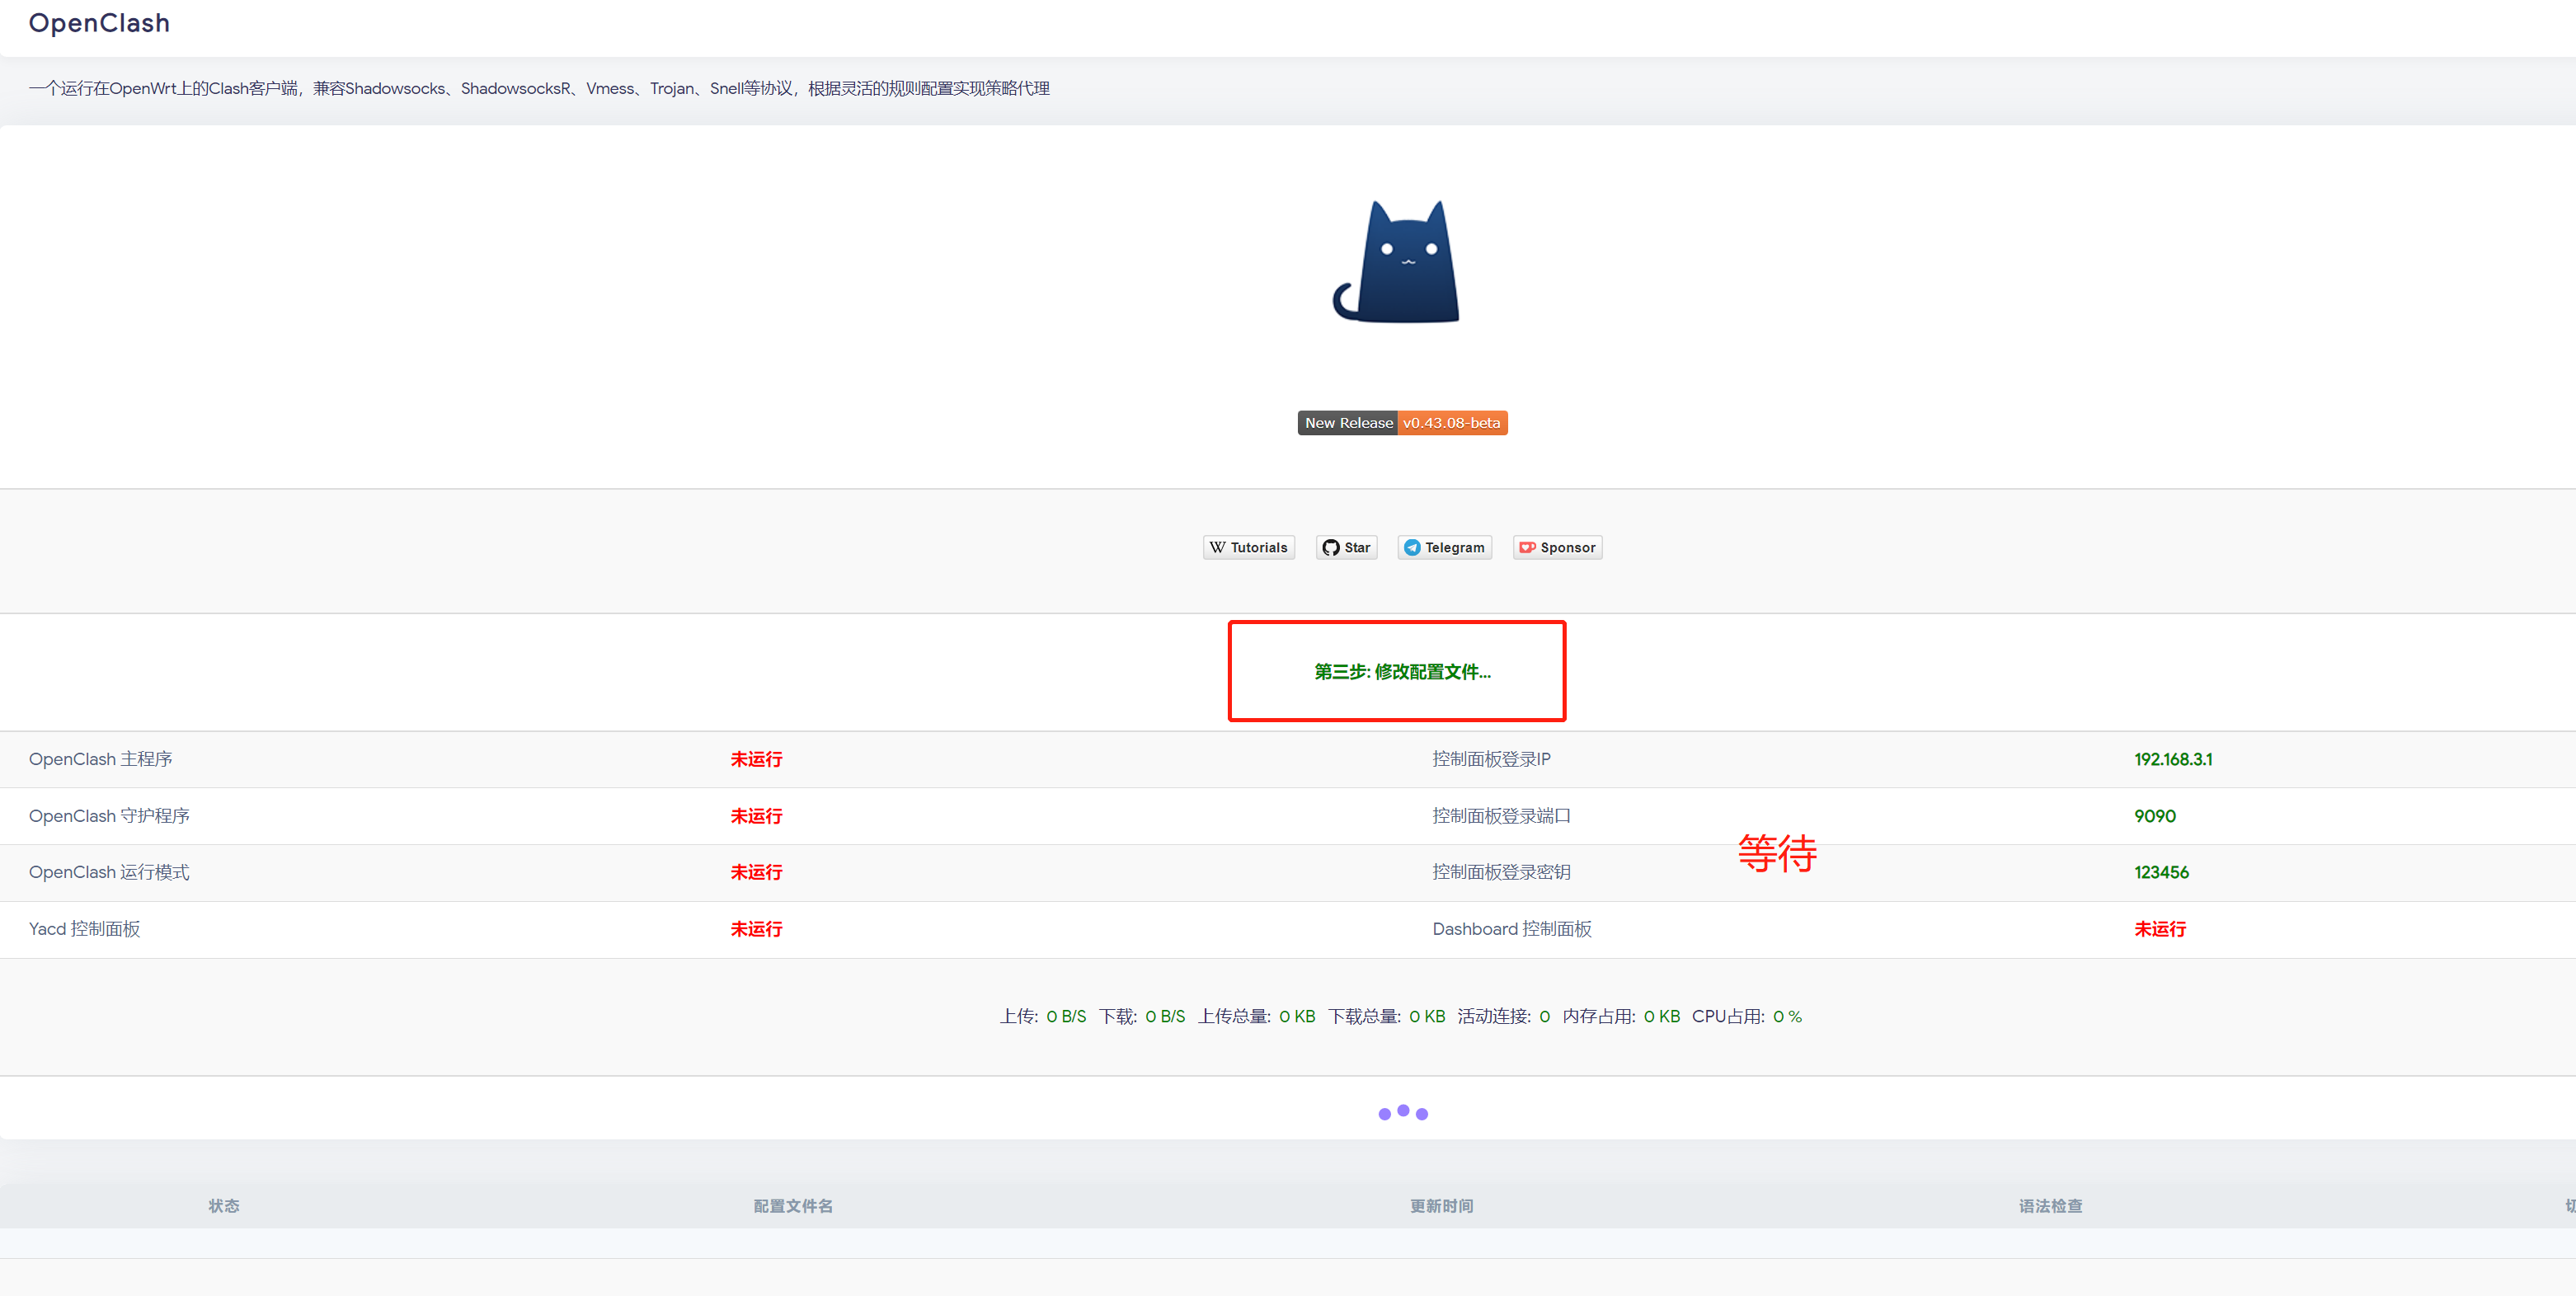 OpenClash
一个运行在OpenWrt上的Clash客户端，兼容Shadowsocks、ShadowsocksR、Vmess、Trojan、Snell等协议，根据灵活的规则配置实现策略代理
New Release v0.43.08-beta
Tutorials Star Telegram Sponsor
第三步: 修改配置文件...
OpenClash 主程序 未运行 控制面板登录IP 192.168.3.1
OpenClash 守护程序 未运行 控制面板登录端口 9090
等待
OpenClash 运行模式 未运行 控制面板登录密钥 123456
Yacd 控制面板 未运行 Dashboard 控制面板 未运行
上传: 0 B/S 下载: 0 B/S 上传总量: 0 KB 下载总量: 0 KB 活动连接: 0 内存占用: 0 KB CPU占用: 0 %
状态 配置文件名 更新时间 语法检查